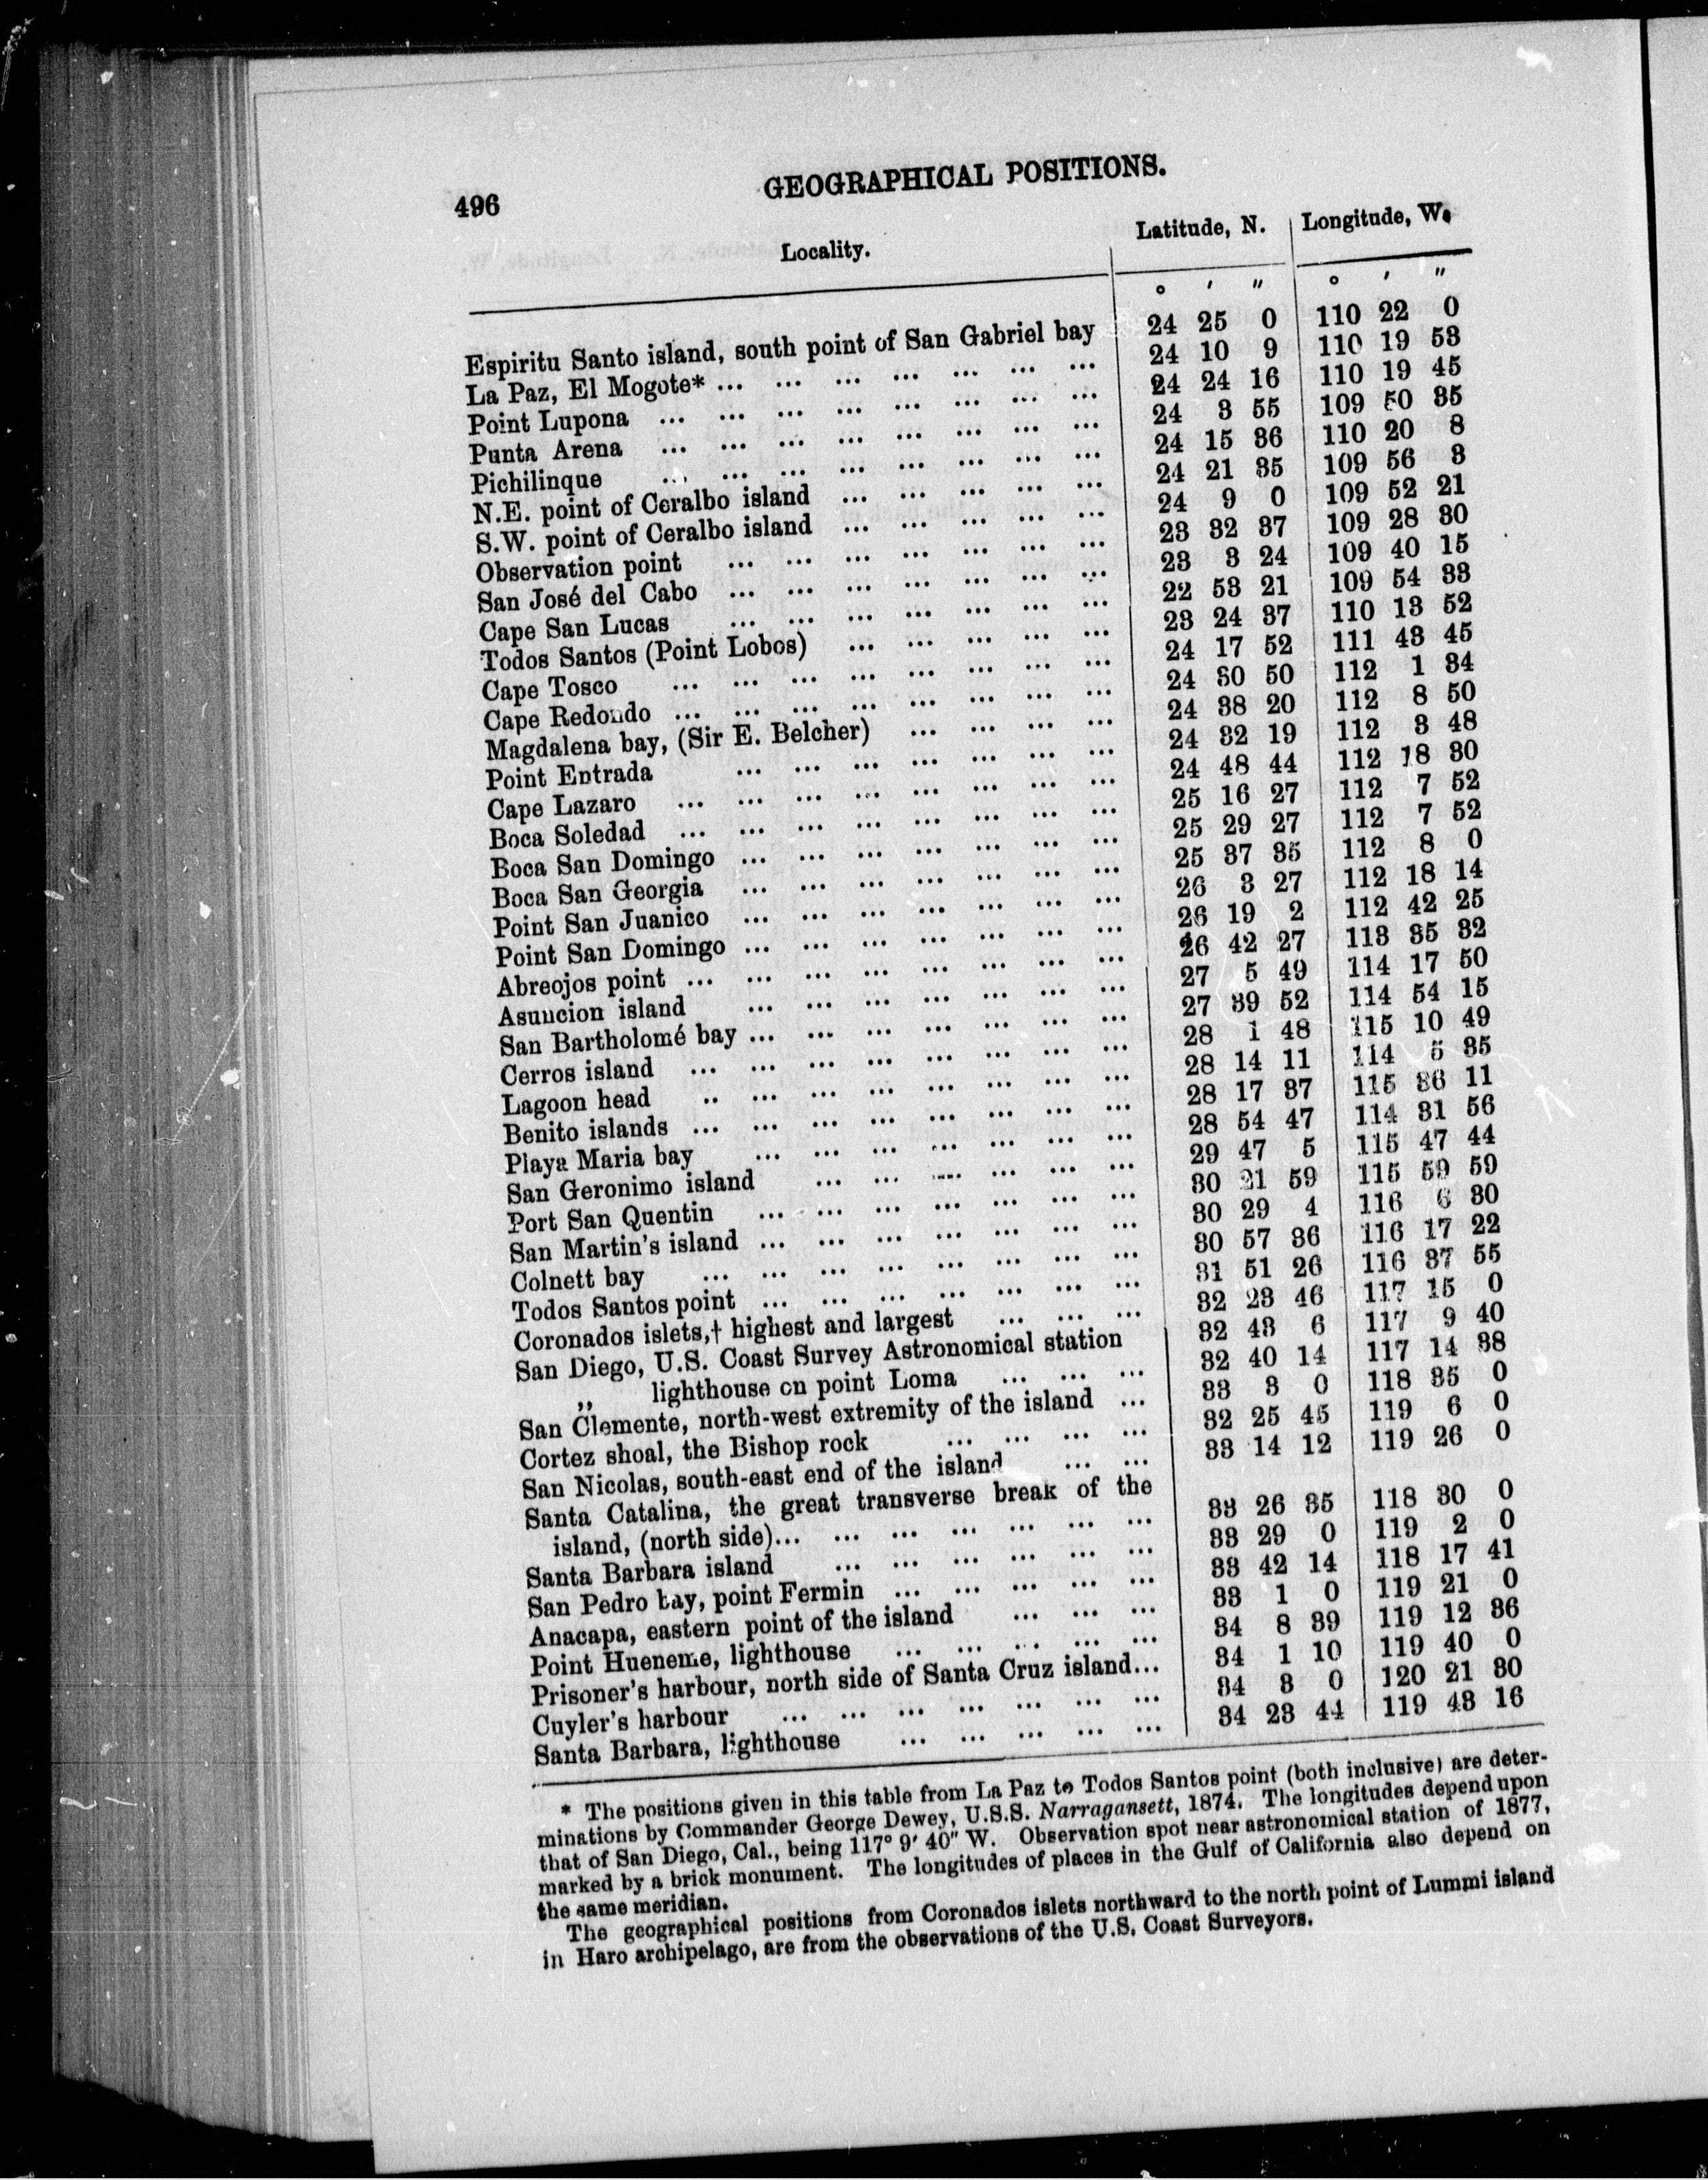 496
GEOGRAPHICAL POSITIONS.
Locality. Latitude, N. Longitude, W.
° ′ ″ ° ′ ″
Espiritu Santo island, south point of San Gabriel bay 24 25 0 110 22 0
La Paz, El Mogote* ... ... ... ... ... ... ... 24 10 9 110 19 53
Point Lupona ... ... ... ... ... ... ... ... 24 24 16 110 19 45
Punta Arena ... ... ... ... ... ... ... ... 24 3 55 109 50 35
Pichilinque ... ... ... ... ... ... ... ... 24 15 36 110 20 8
N.E. point of Ceralbo island ... ... ... ... ... 24 21 35 109 56 3
S.W. point of Ceralbo island ... ... ... ... ... 24 9 0 109 52 21
Observation point ... ... ... ... ... ... ... 23 32 37 109 28 30
San José del Cabo ... ... ... ... ... ... ... 23 3 24 109 40 15
Cape San Lucas ... ... ... ... ... ... ... 22 53 21 109 54 33
Todos Santos (Point Lobos) ... ... ... ... ... 23 24 37 110 13 52
Cape Tosco ... ... ... ... ... ... ... ... 24 17 52 111 43 45
Cape Redondo ... ... ... ... ... ... ... ... 24 30 50 112 1 34
Magdalena bay, (Sir E. Belcher) ... ... ... ... 24 38 20 112 8 50
Point Entrada ... ... ... ... ... ... ... 24 32 19 112 3 48
Cape Lazaro ... ... ... ... ... ... ... ... 24 48 44 112 18 30
Boca Soledad ... ... ... ... ... ... ... ... 25 16 27 112 7 52
Boca San Domingo ... ... ... ... ... ... ... 25 29 27 112 7 52
Boca San Georgia ... ... ... ... ... ... ... 25 37 35 112 8 0
Point San Juanico ... ... ... ... ... ... ... 26 3 27 112 18 14
Point San Domingo ... ... ... ... ... ... ... 26 19 2 112 42 25
Abreojos point ... ... ... ... ... ... ... ... 26 42 27 113 35 32
Asuncion island ... ... ... ... ... ... ... 27 5 49 114 17 50
San Bartholomé bay ... ... ... ... ... ... ... 27 39 52 114 54 15
Cerros island ... ... ... ... ... ... ... ... 28 1 48 115 10 49
Lagoon head .. ... ... ... ... ... ... ... 28 14 11 114 5 35
Benito islands ... ... ... ... ... ... ... ... 28 17 37 115 36 11
Playa Maria bay ... ... ... ... ... ... ... 28 54 47 114 31 56
San Geronimo island ... ... ... ... ... ... 29 47 5 115 47 44
Port San Quentin ... ... ... ... ... ... ... 30 21 59 115 59 59
San Martin's island ... ... ... ... ... ... ... 30 29 4 116 6 30
Colnett bay ... ... ... ... ... ... ... ... 30 57 36 116 17 22
Todos Santos point ... ... ... ... ... ... ... 31 51 26 116 37 55
Coronados islets,† highest and largest ... ... ... 32 23 46 117 15 0
San Diego, U.S. Coast Survey Astronomical station 32 43 6 117 9 40
,, lighthouse on point Loma ... ... ... 32 40 14 117 14 38
San Clemente, north-west extremity of the island ... 33 3 0 118 35 0
Cortez shoal, the Bishop rock ... ... ... ... 32 25 45 119 6 0
San Nicolas, south-east end of the island ... ... 33 14 12 119 26 0
Santa Catalina, the great transverse break of the
island, (north side)... ... ... ... ... ... ... 33 26 35 118 30 0
Santa Barbara island ... ... ... ... ... ... 33 29 0 119 2 0
San Pedro bay, point Fermin ... ... ... ... ... 33 42 14 118 17 41
Anacapa, eastern point of the island ... ... ... 33 1 0 119 21 0
Point Hueneme, lighthouse ... ... ... ... ... 34 8 39 119 12 36
Prisoner's harbour, north side of Santa Cruz island... 34 1 10 119 40 0
Cuyler's harbour ... ... ... ... ... ... ... 34 3 0 120 21 30
Santa Barbara, lighthouse ... ... ... ... ... 34 23 44 119 43 16
* The positions given in this table from La Paz to Todos Santos point (both inclusive) are deter-
minations by Commander George Dewey, U.S.S. Narragansett, 1874. The longitudes depend upon
that of San Diego, Cal., being 117° 9′ 40″ W. Observation spot near astronomical station of 1877,
marked by a brick monument. The longitudes of places in the Gulf of California also depend on
the same meridian.
The geographical positions from Coronados islets northward to the north point of Lummi island
in Haro archipelago, are from the observations of the U.S. Coast Surveyors.